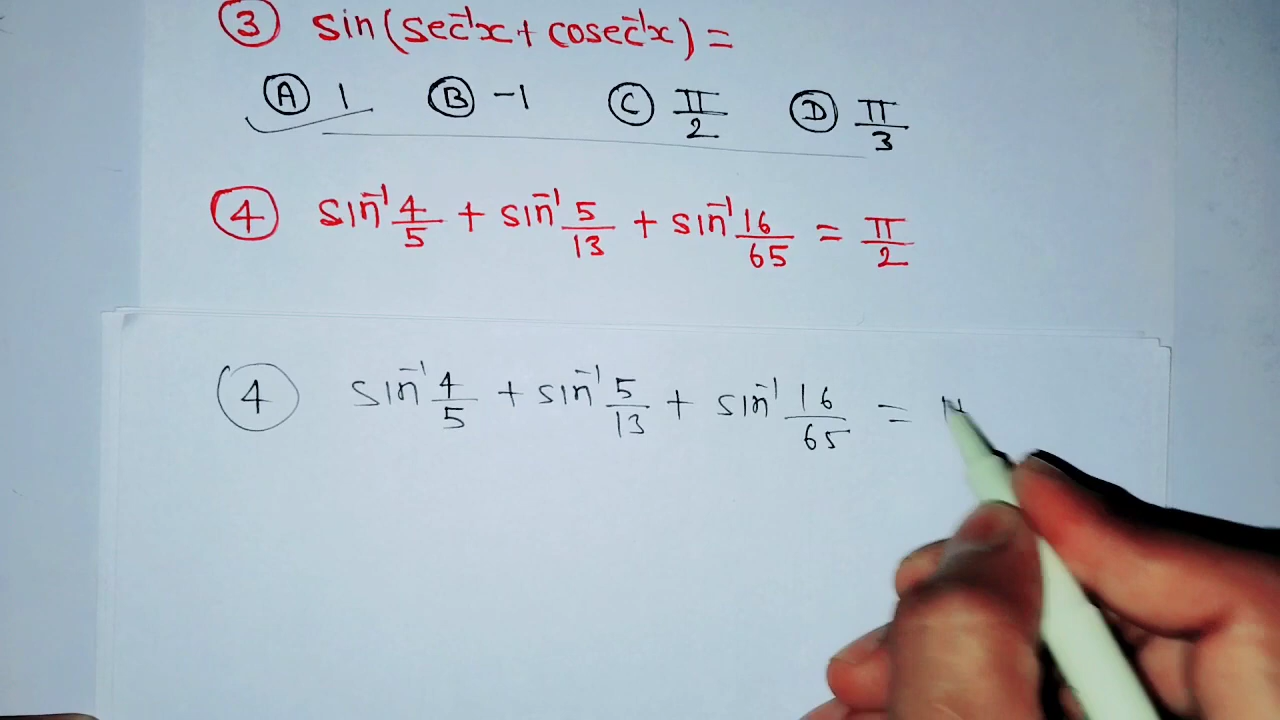 ③ sin(sec⁻¹x + cosec⁻¹x) =
Ⓐ 1 Ⓑ -1 Ⓒ π/2 Ⓓ π/3
④ sin⁻¹ 4/5 + sin⁻¹ 5/13 + sin⁻¹ 16/65 = π/2
④ sin⁻¹ 4/5 + sin⁻¹ 5/13 + sin⁻¹ 16/65 =